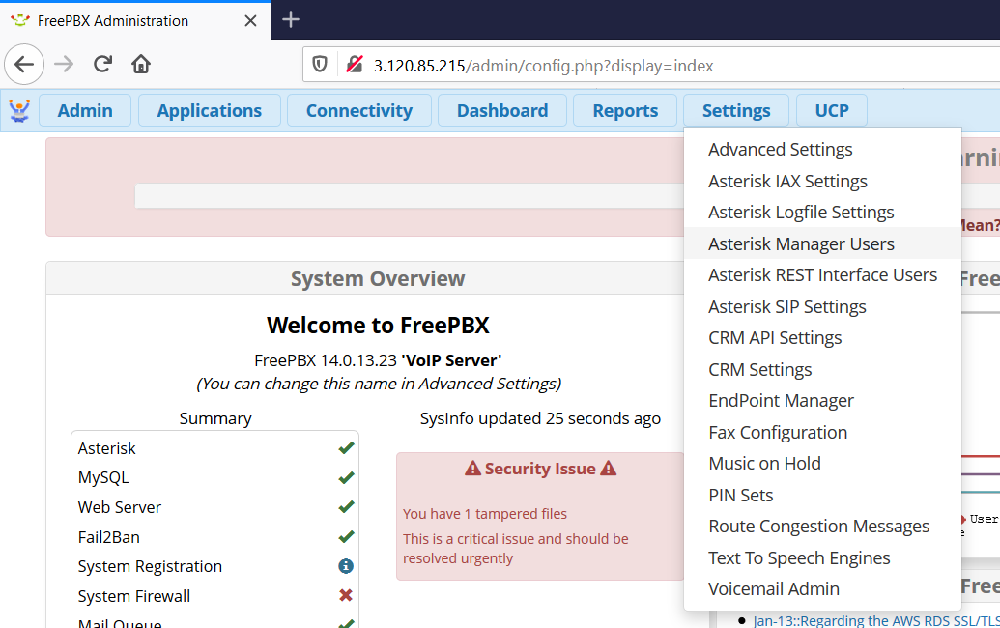 FreePBX Administration
3.120.85.215/admin/config.php?display=index
Admin Applications Connectivity Dashboard Reports Settings UCP
Advanced Settings
Asterisk IAX Settings
Asterisk Logfile Settings
Asterisk Manager Users
Asterisk REST Interface Users
Asterisk SIP Settings
CRM API Settings
CRM Settings
EndPoint Manager
Fax Configuration
Music on Hold
PIN Sets
Route Congestion Messages
Text To Speech Engines
Voicemail Admin
System Overview
Welcome to FreePBX
FreePBX 14.0.13.23 'VoIP Server'
(You can change this name in Advanced Settings)
Summary
Asterisk
MySQL
Web Server
Fail2Ban
System Registration
System Firewall
Mail Queue
SysInfo updated 25 seconds ago
Security Issue
You have 1 tampered files
This is a critical issue and should be
resolved urgently
Mean?
Free
User
e
Free
Jan-13::Regarding the AWS RDS SSL/TLS